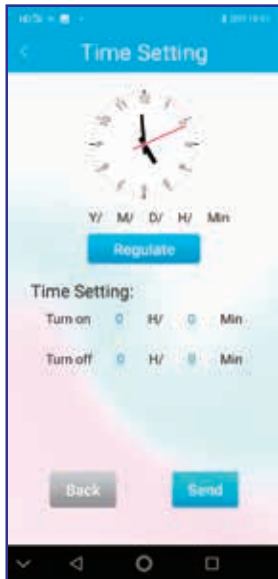 Time Setting
Y/ M/ D/ H/ Min
Regulate
Time Setting:
Turn on 0 H/ 0 Min
Turn off 0 H/ 0 Min
Back Send